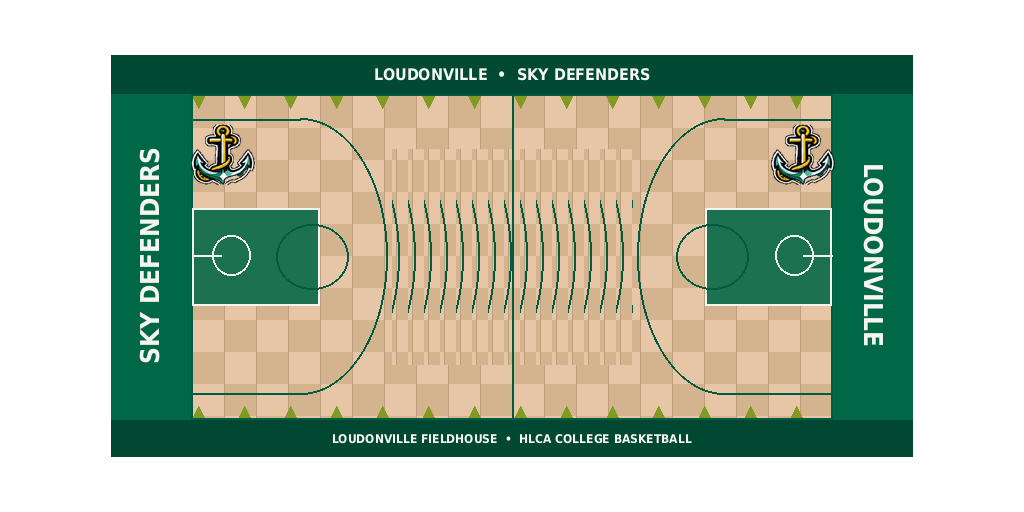 LOUDONVILLE • SKY DEFENDERS
SKY DEFENDERS
LOUDONVILLE
LOUDONVILLE FIELDHOUSE • HLCA COLLEGE BASKETBALL